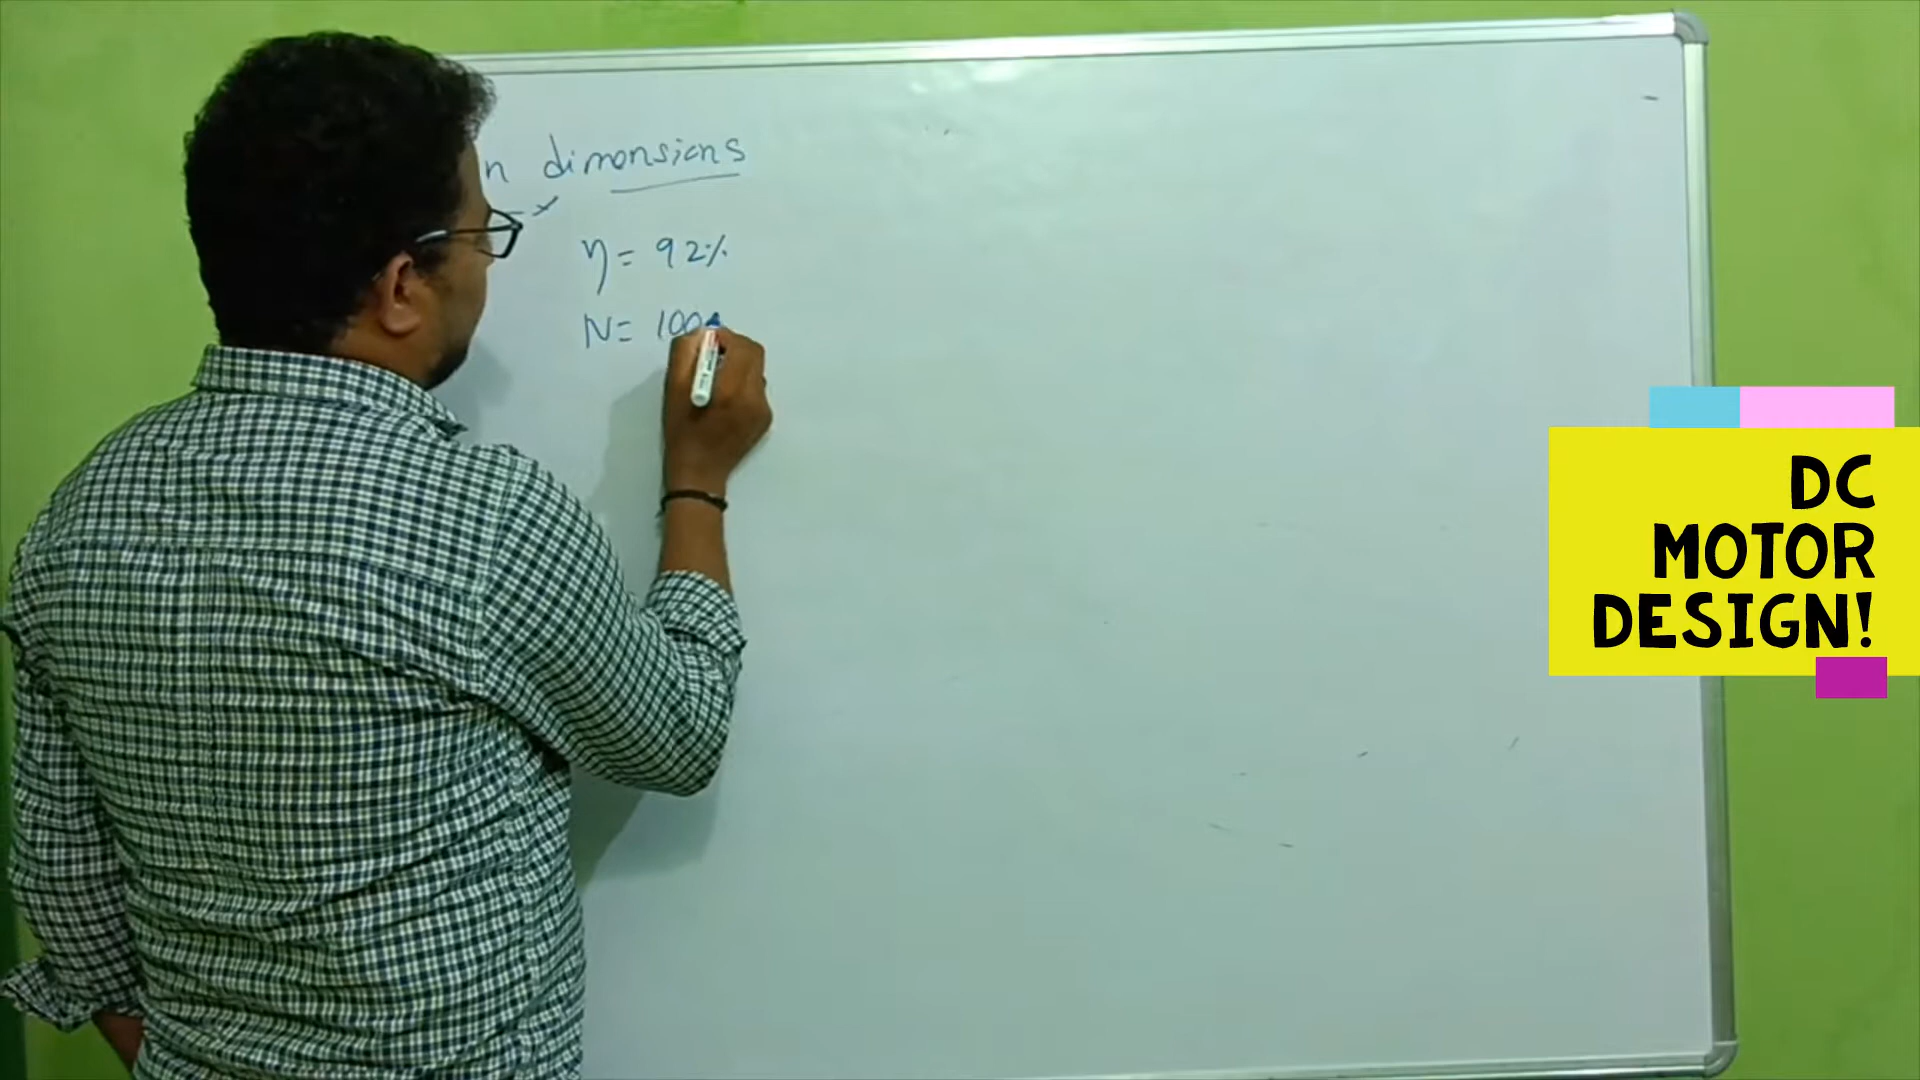 n dimensions
η = 92%
N = 100
DC
MOTOR
DESIGN!